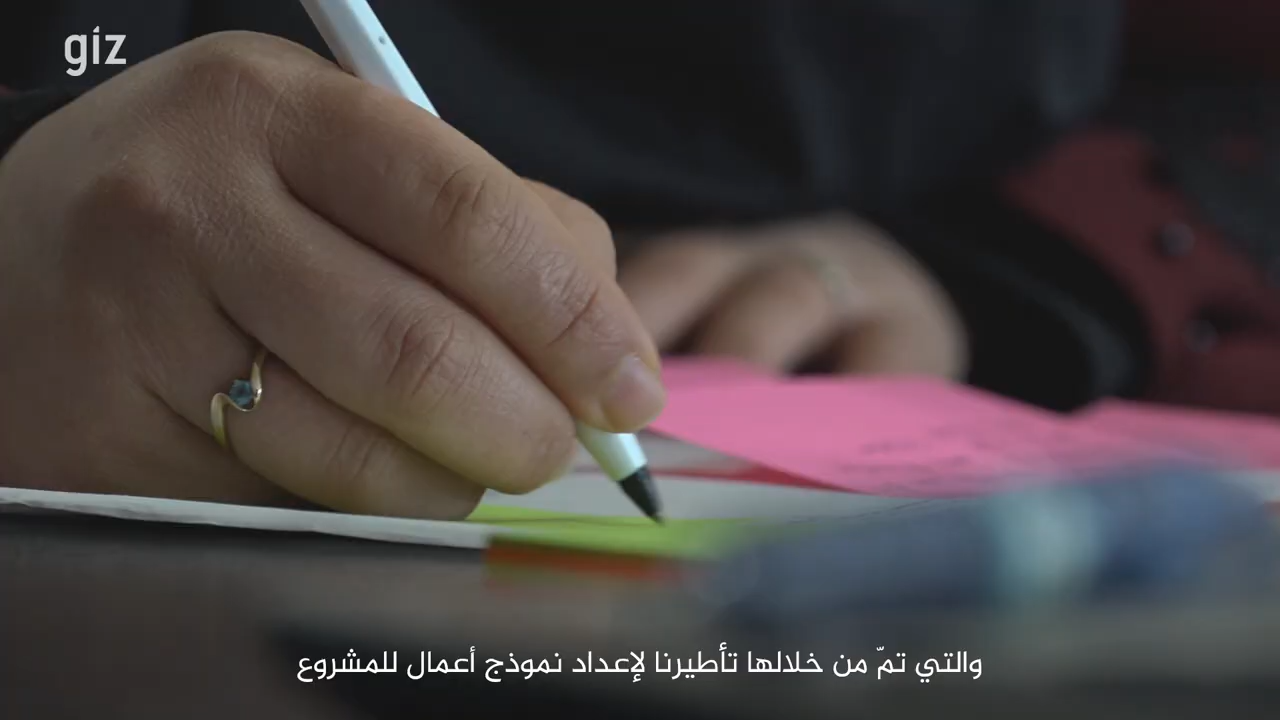 giz
والتي تمّ من خلالها تأطيرنا لإعداد نموذج أعمال للمشروع